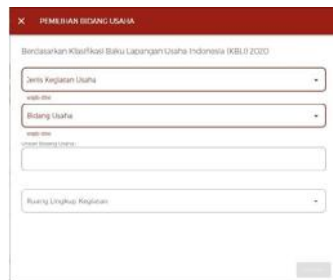 × PEMILIHAN BIDANG USAHA
Berdasarkan Klasifikasi Baku Lapangan Usaha Indonesia (KBLI) 2020
Jenis Kegiatan Usaha
wajib diisi
Bidang Usaha
wajib diisi
Uraian Bidang Usaha
Ruang Lingkup Kegiatan